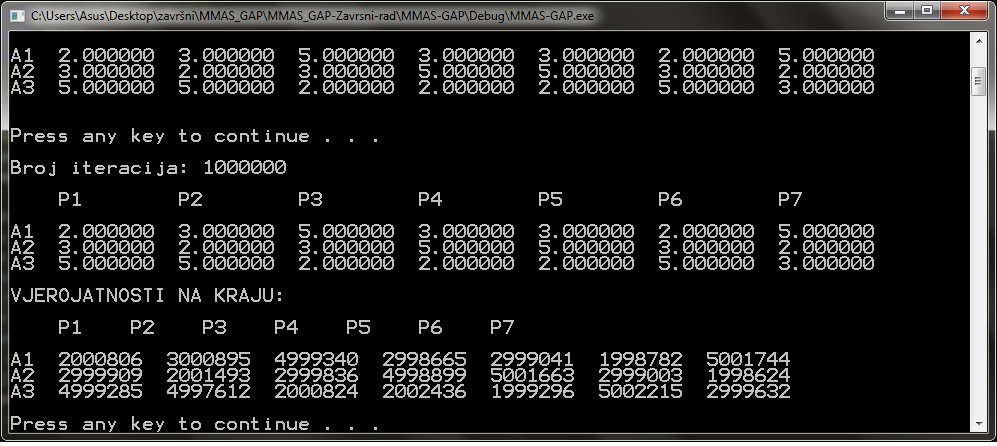 C:\Users\Asus\Desktop\završni\MMAS_GAP\MMAS_GAP-Zavrsni-rad\MMAS-GAP\Debug\MMAS-GAP.exe
A1 2.000000 3.000000 5.000000 3.000000 3.000000 2.000000 5.000000
A2 3.000000 2.000000 3.000000 5.000000 5.000000 3.000000 2.000000
A3 5.000000 5.000000 2.000000 2.000000 2.000000 5.000000 3.000000
Press any key to continue . . .
Broj iteracija: 1000000
P1 P2 P3 P4 P5 P6 P7
A1 2.000000 3.000000 5.000000 3.000000 3.000000 2.000000 5.000000
A2 3.000000 2.000000 3.000000 5.000000 5.000000 3.000000 2.000000
A3 5.000000 5.000000 2.000000 2.000000 2.000000 5.000000 3.000000
VJEROJATNOSTI NA KRAJU:
P1 P2 P3 P4 P5 P6 P7
A1 2000806 3000895 4999340 2998665 2999041 1998782 5001744
A2 2999909 2001493 2999836 4998899 5001663 2999003 1998624
A3 4999285 4997612 2000824 2002436 1999296 5002215 2999632
Press any key to continue . . .